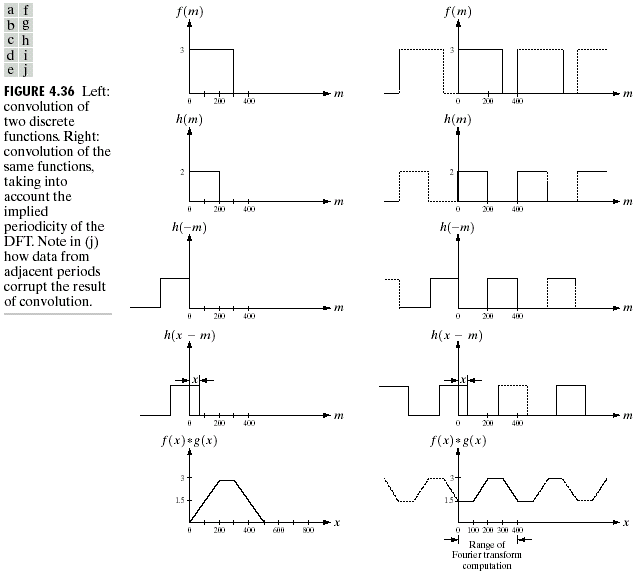 a f
b g
c h
d i
e j
FIGURE 4.36 Left:
convolution of
two discrete
functions. Right:
convolution of the
same functions,
taking into
account the
implied
periodicity of the
DFT. Note in (j)
how data from
adjacent periods
corrupt the result
of convolution.
f(m)
3
m
0 200 400
f(m)
3
m
0 200 400
h(m)
2
m
0 200 400
h(m)
2
m
0 200 400
h(−m)
m
0 200 400
h(−m)
m
0 200 400
h(x − m)
x
m
0 200 400
h(x − m)
x
m
0 200 400
f(x)*g(x)
3
1.5
x
0 200 400 600 800
f(x)*g(x)
3
1.5
x
0 100 200 300 400
Range of
Fourier transform
computation